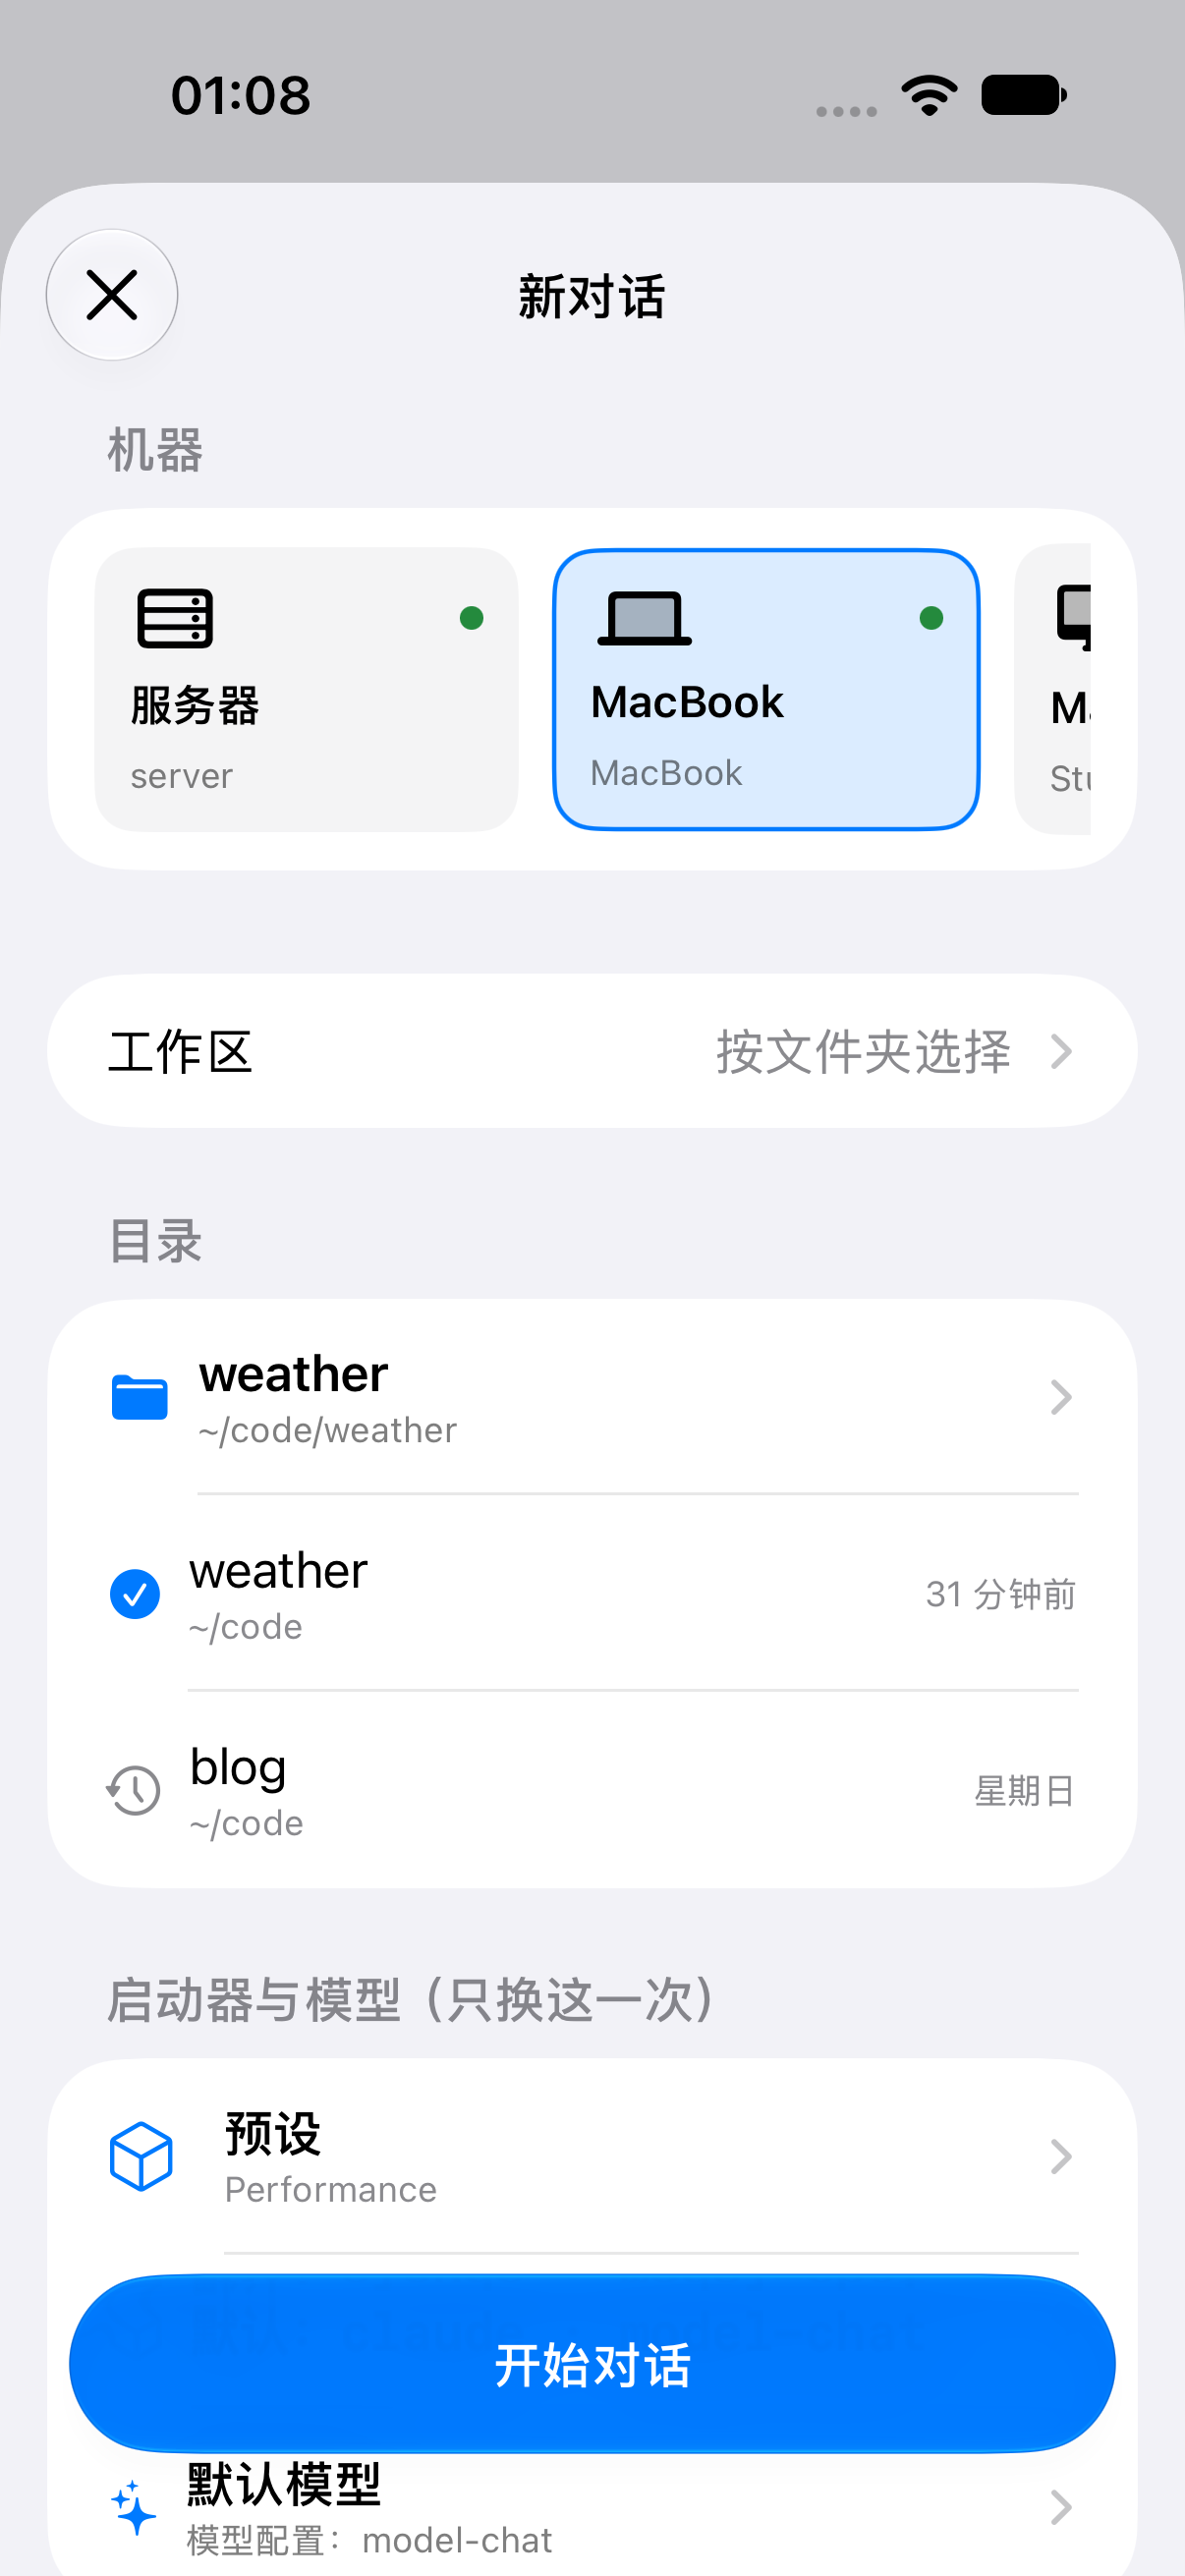 01:08
新对话
机器
服务器
server
MacBook
MacBook
工作区
按文件夹选择
目录
weather
~/code/weather
weather
~/code
31 分钟前
blog
~/code
星期日
启动器与模型（只换这一次）
预设
Performance
开始对话
默认模型
模型配置：model-chat